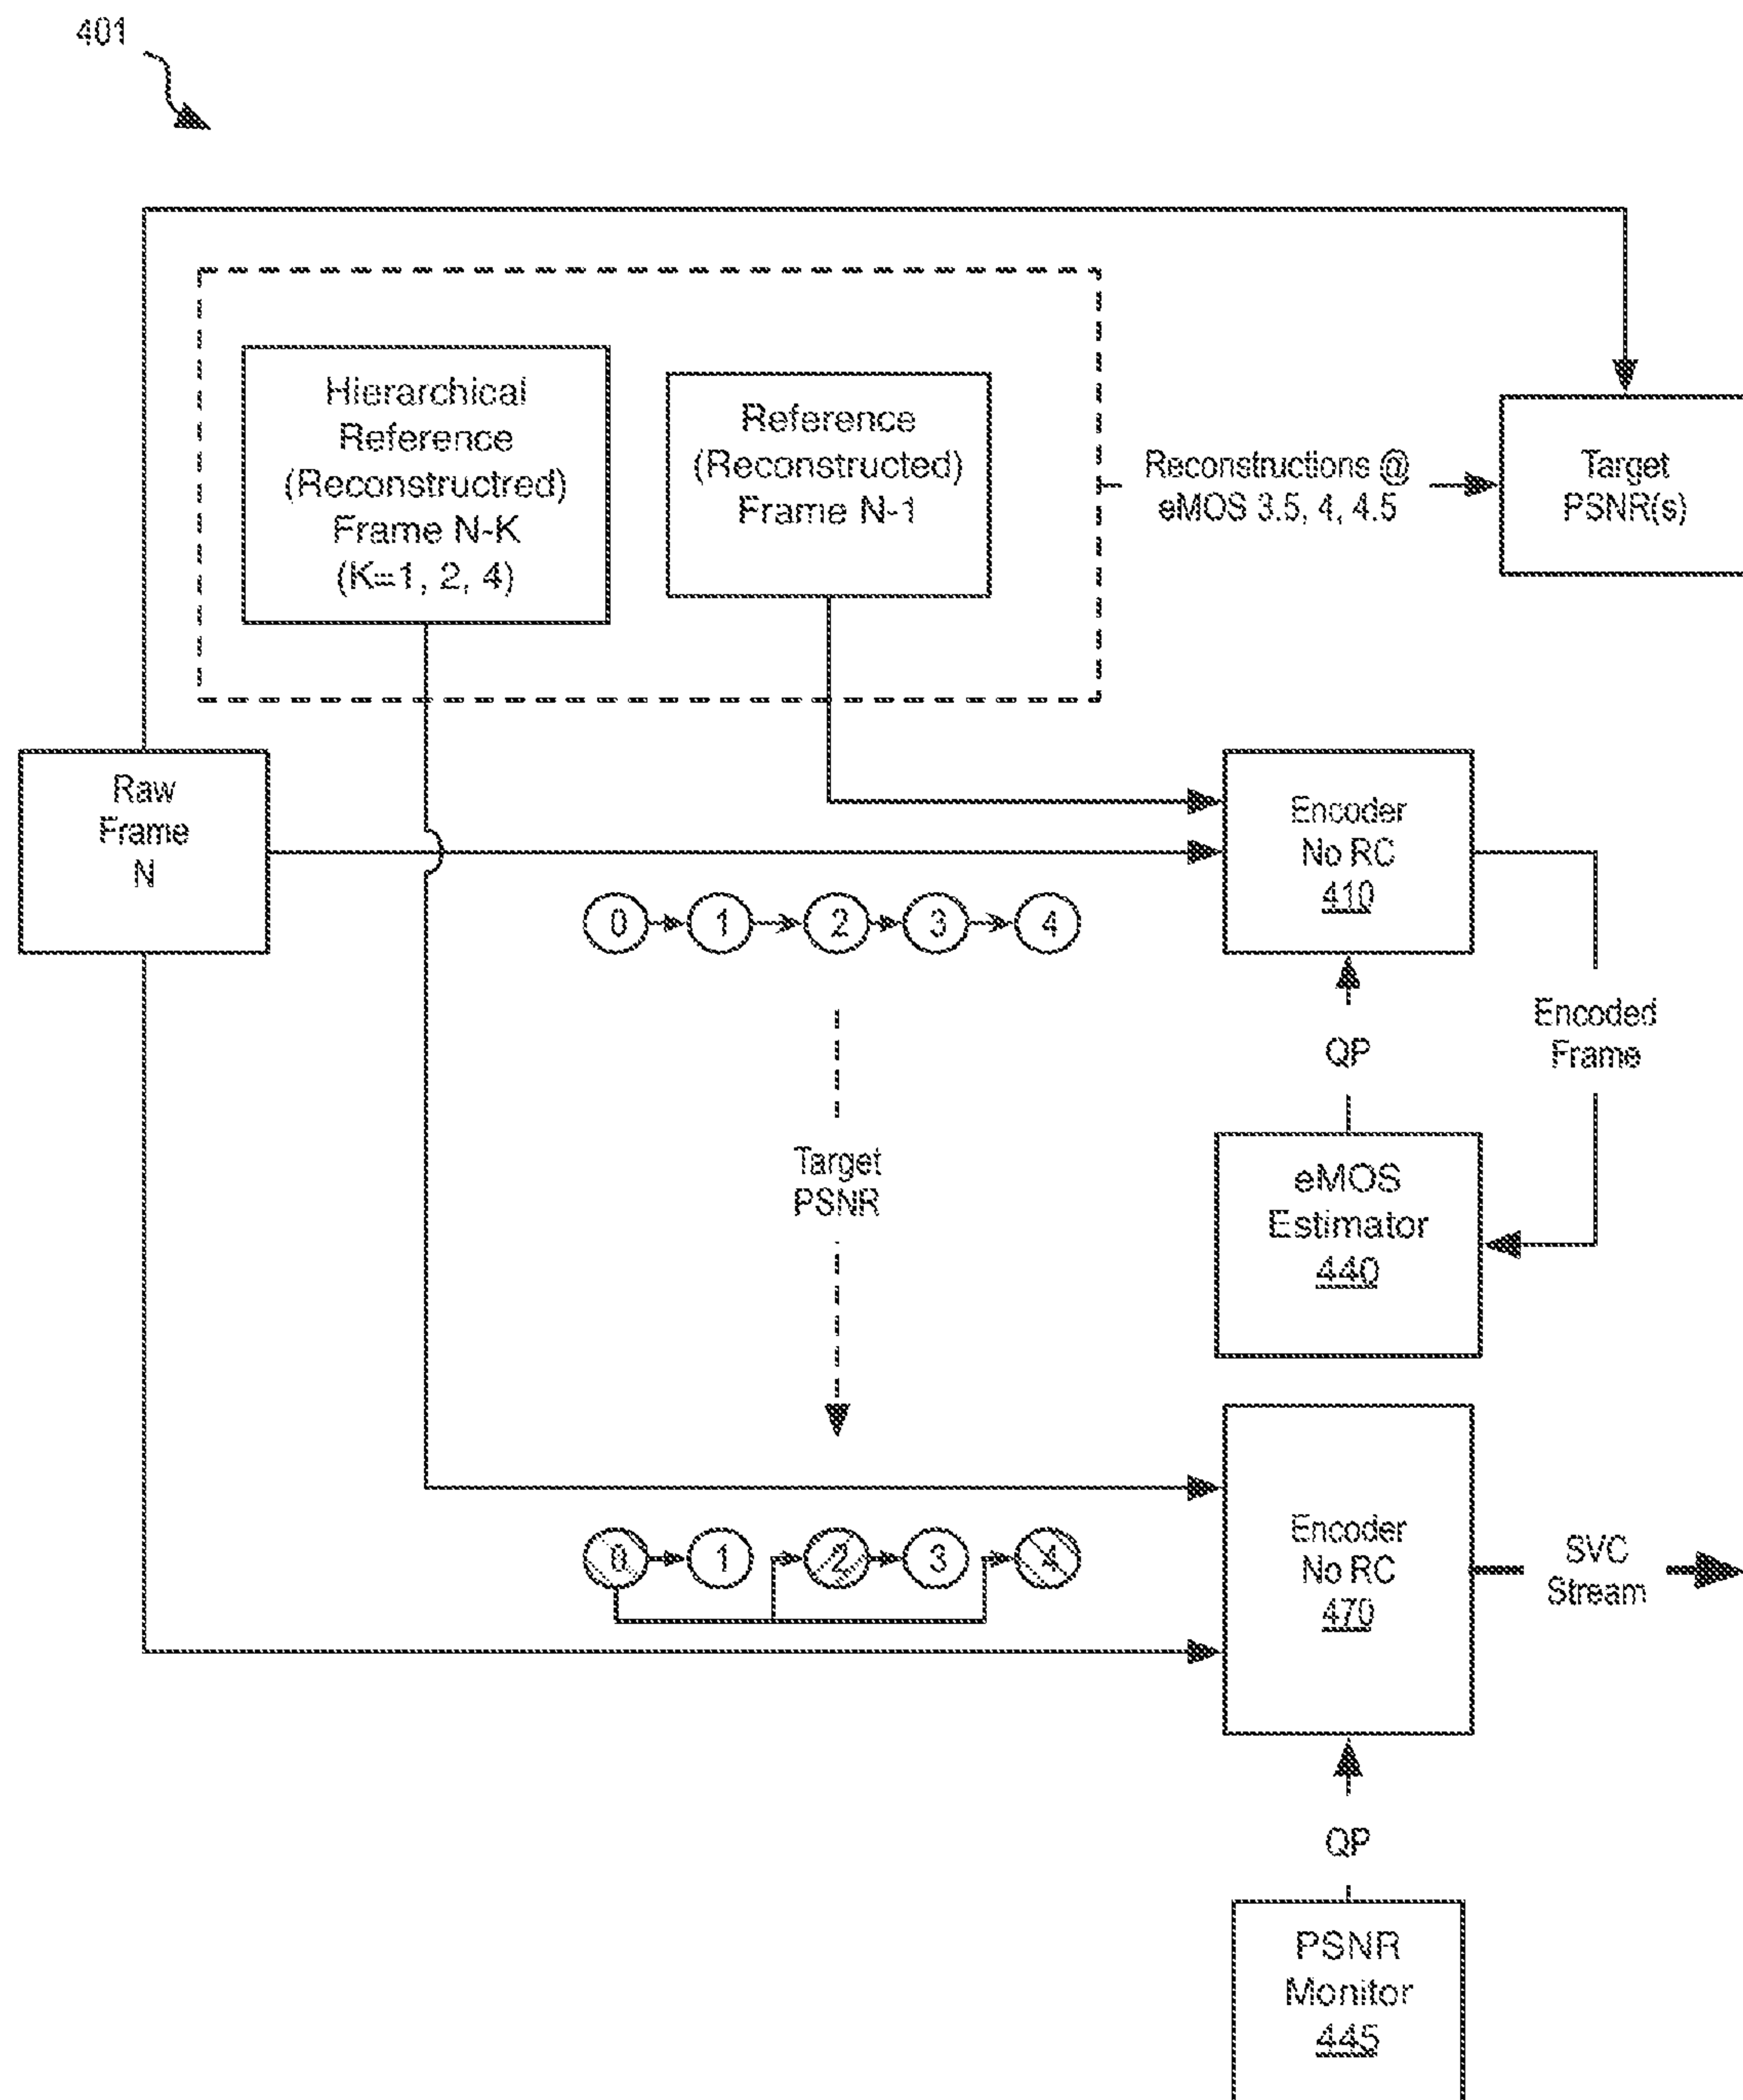 401
Hierarchical
Reference
(Reconstructred)
Frame N-K
(K=1, 2, 4)
Reference
(Reconstructed)
Frame N-1
Reconstructions @
eMOS 3.5, 4, 4.5
Target
PSNR(s)
Raw
Frame
N
Encoder
No RC
410
0 1 2 3 4
Encoded
Frame
QP
Target
PSNR
eMOS
Estimator
440
0 1 2 3 4
Encoder
No RC
470
SVC
Stream
QP
PSNR
Monitor
445